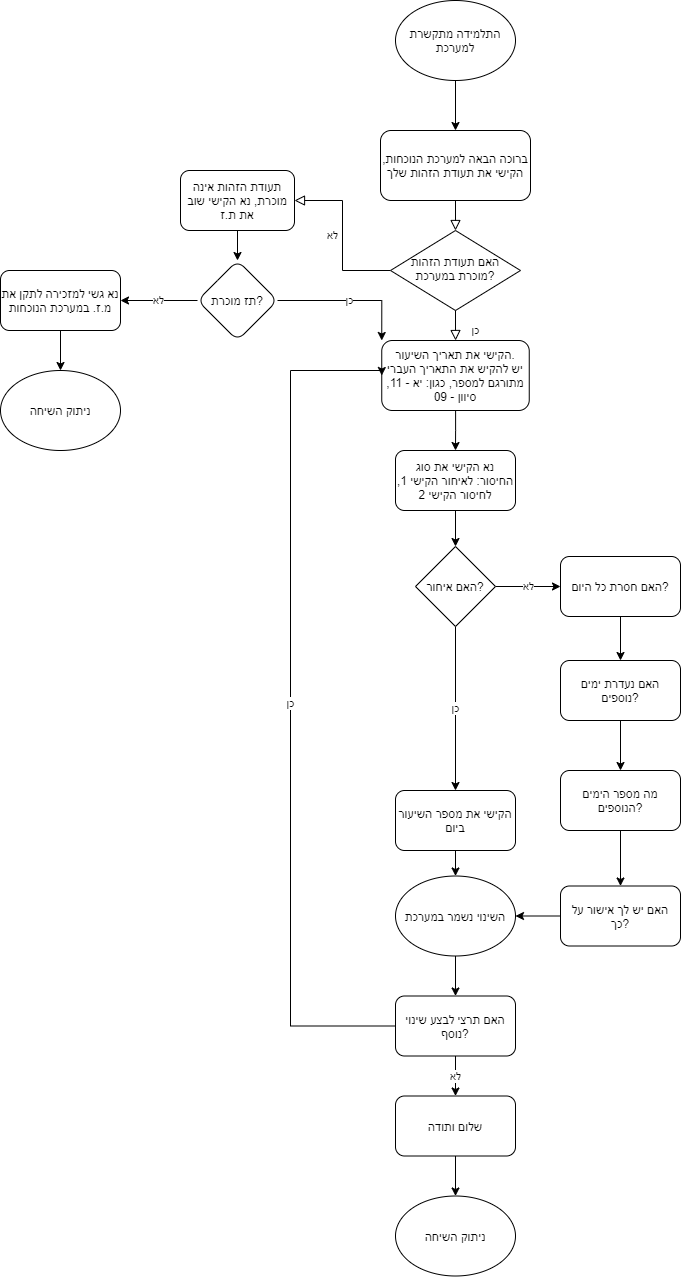 התלמידה מתקשרת
למערכת
ברוכה הבאה למערכת הנוכחות,
הקישי את תעודת הזהות שלך
תעודת הזהות אינה
מוכרת, נא הקישי שוב
את ת.ז
האם תעודת הזהות
מוכרת במערכת?
לא
כן
תז מוכרת?
לא
כן
נא גשי למזכירה לתקן את
מ.ז. במערכת הנוכחות
ניתוק השיחה
הקישי את תאריך השיעור.
יש להקיש את התאריך העברי
מתורגם למספר, כגון: יא - 11,
סיוון - 09
נא הקישי את סוג
החיסור: לאיחור הקישי 1,
לחיסור הקישי 2
האם איחור?
לא
האם חסרת כל היום?
האם נעדרת ימים
נוספים?
כן
כן
מה מספר הימים
הנוספים?
הקישי את מספר השיעור
ביום
האם יש לך אישור על
כך?
השינוי נשמר במערכת
האם תרצי לבצע שינוי
נוסף?
לא
שלום ותודה
ניתוק השיחה